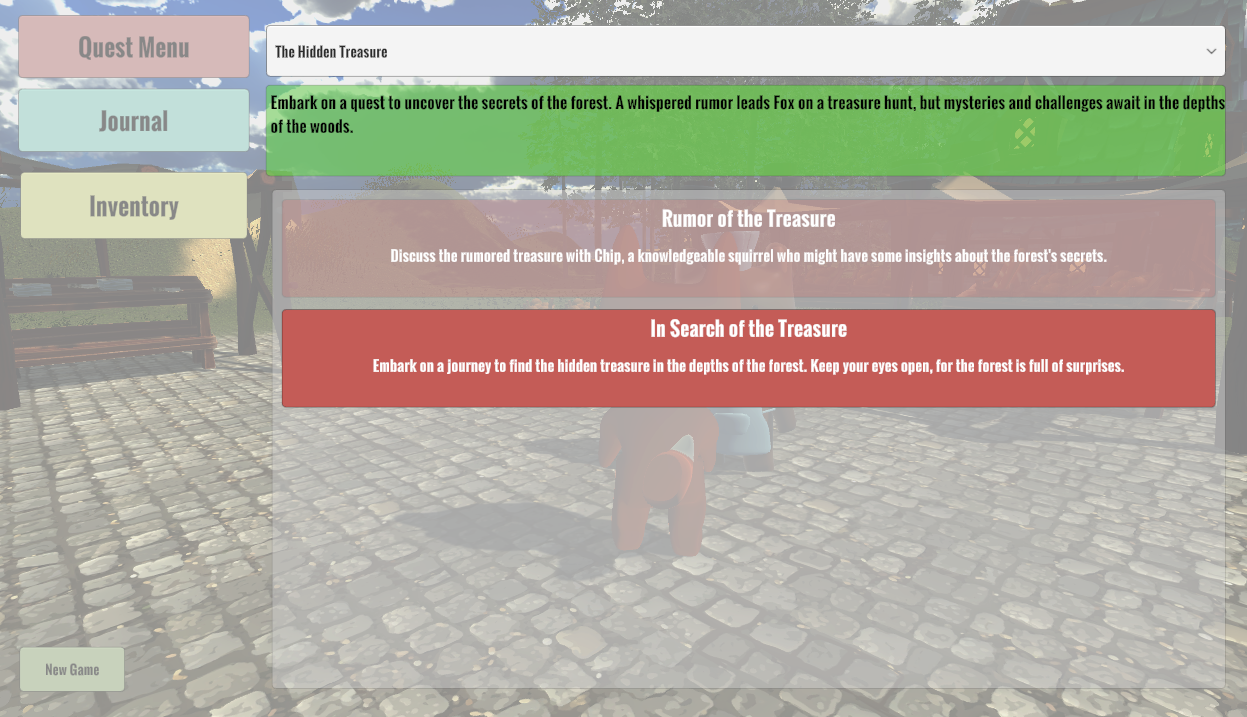 Quest Menu
Journal
Inventory
New Game
The Hidden Treasure
Embark on a quest to uncover the secrets of the forest. A whispered rumor leads Fox on a treasure hunt, but mysteries and challenges await in the depths
of the woods.
Rumor of the Treasure
Discuss the rumored treasure with Chip, a knowledgeable squirrel who might have some insights about the forest's secrets.
In Search of the Treasure
Embark on a journey to find the hidden treasure in the depths of the forest. Keep your eyes open, for the forest is full of surprises.